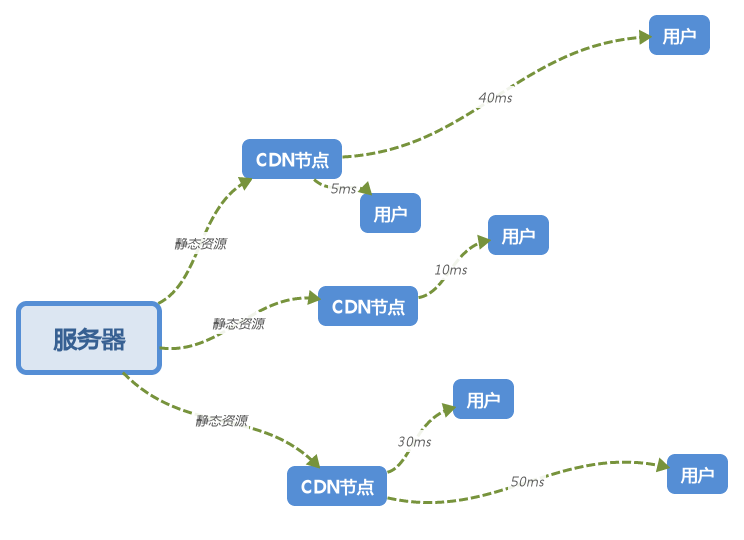 用户
40ms
CDN节点
5ms
用户
静态资源
用户
10ms
CDN节点
静态资源
服务器
用户
静态资源
30ms
用户
50ms
CDN节点